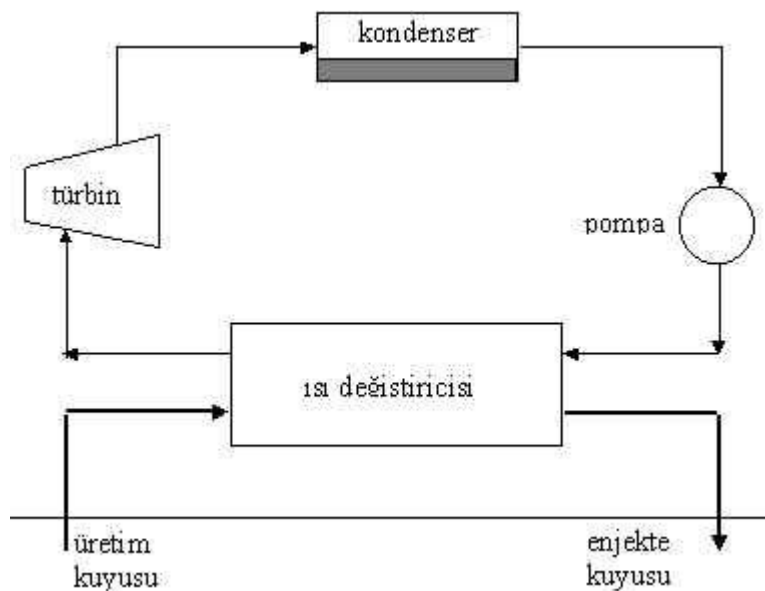 kondenser
türbin
pompa
ısı değistiricisi
üretim
kuyusu
enjekte
kuyusu